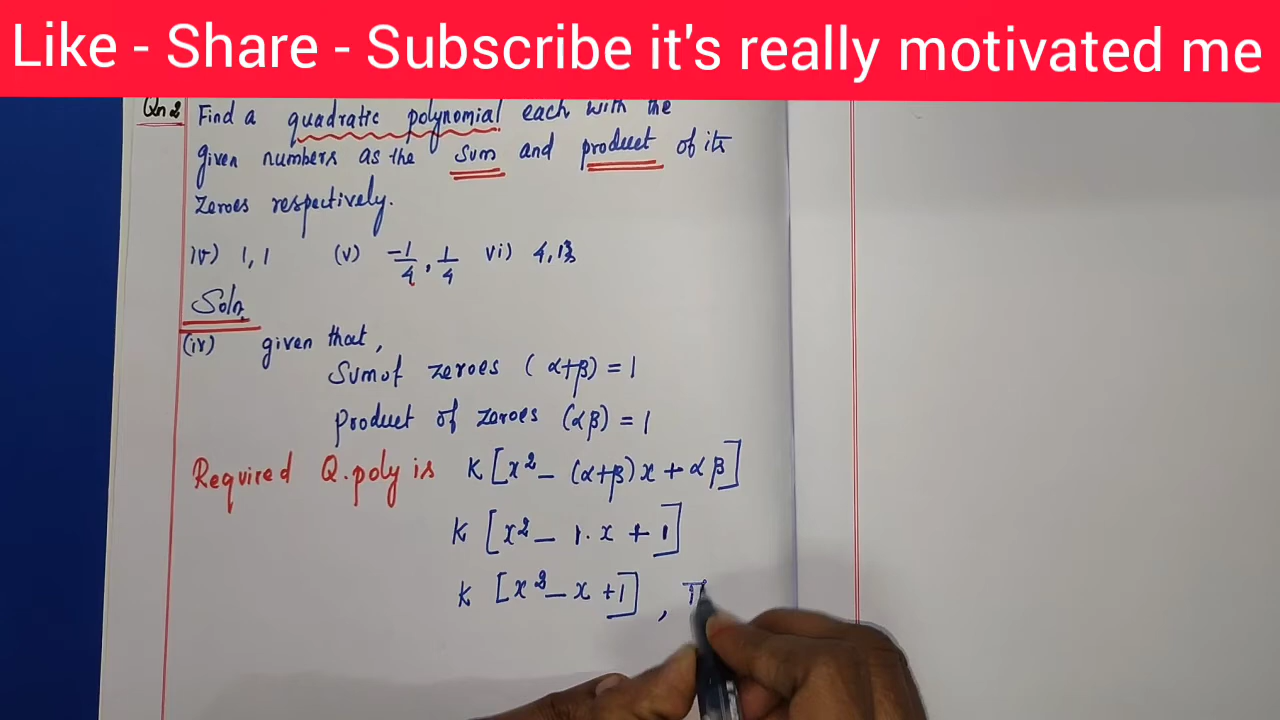 Like - Share - Subscribe it's really motivated me
Qn 2 Find a quadratic polynomial each with the
given numbers as the sum and product of its
zeroes respectively.
iv) 1, 1 (v) -1/4, 1/4 vi) 4, 1
Soln
(iv) given that,
Sum of zeroes (α+β) = 1
product of zeroes (αβ) = 1
Required Q.poly is K[x² - (α+β)x + αβ]
K [x² - 1. x + 1]
K [x² - x + 1] ,